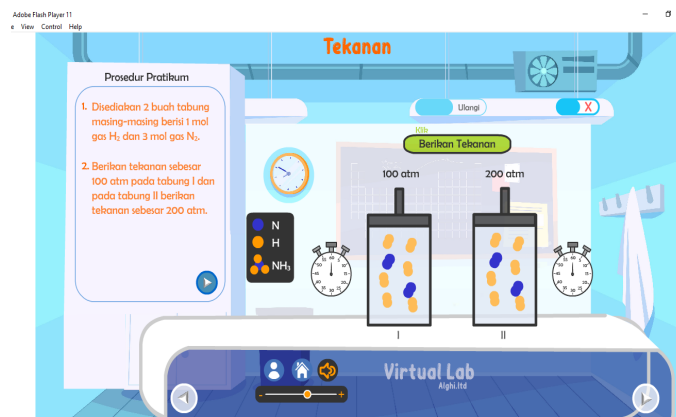 Adobe Flash Player 11
e View Control Help
Tekanan
Prosedur Pratikum
1. Disediakan 2 buah tabung
masing-masing berisi 1 mol
gas H₂ dan 3 mol gas N₂.
2. Berikan tekanan sebesar
100 atm pada tabung I dan
pada tabung II berikan
tekanan sebesar 200 atm.
Ulangi
X
Klik
Berikan Tekanan
100 atm
200 atm
N
H
NH₃
I
II
Virtual Lab
Alghi.ltd
- +